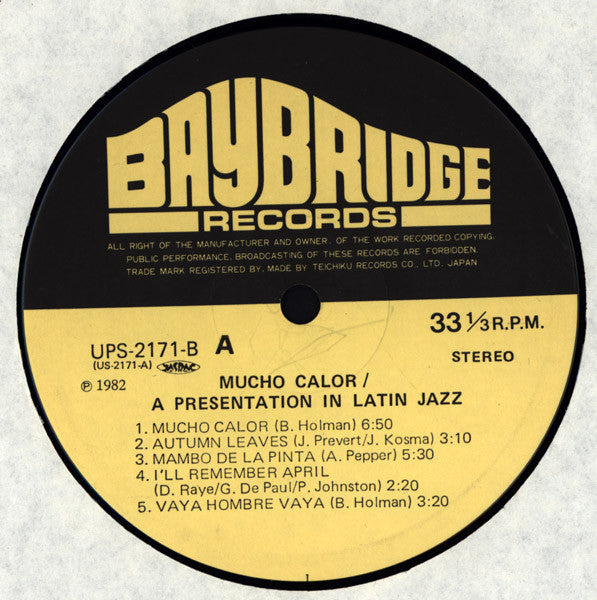 BAYBRIDGE
RECORDS
ALL RIGHT OF THE MANUFACTURER AND OWNER. OF THE WORK RECORDED COPYING.
PUBLIC PERFORMANCE. BROADCASTING OF THESE RECORDS ARE FORBIDDEN.
TRADE MARK REGISTERED BY. MADE BY TEICHIKU RECORDS CO., LTD. JAPAN
UPS-2171-B A
33 1/3 R.P.M.
(US-2171-A) JASRAC
STEREO
Ⓟ 1982
MUCHO CALOR /
A PRESENTATION IN LATIN JAZZ
1. MUCHO CALOR (B. Holman) 6:50
2. AUTUMN LEAVES (J. Prevert/J. Kosma) 3:10
3. MAMBO DE LA PINTA (A. Pepper) 5:30
4. I'LL REMEMBER APRIL
(D. Raye/G. De Paul/P. Johnston) 2:20
5. VAYA HOMBRE VAYA (B. Holman) 3:20
1